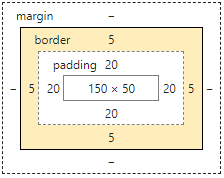 margin –
border 5
padding 20
– 5 20 150 × 50 20 5 –
20
5
–